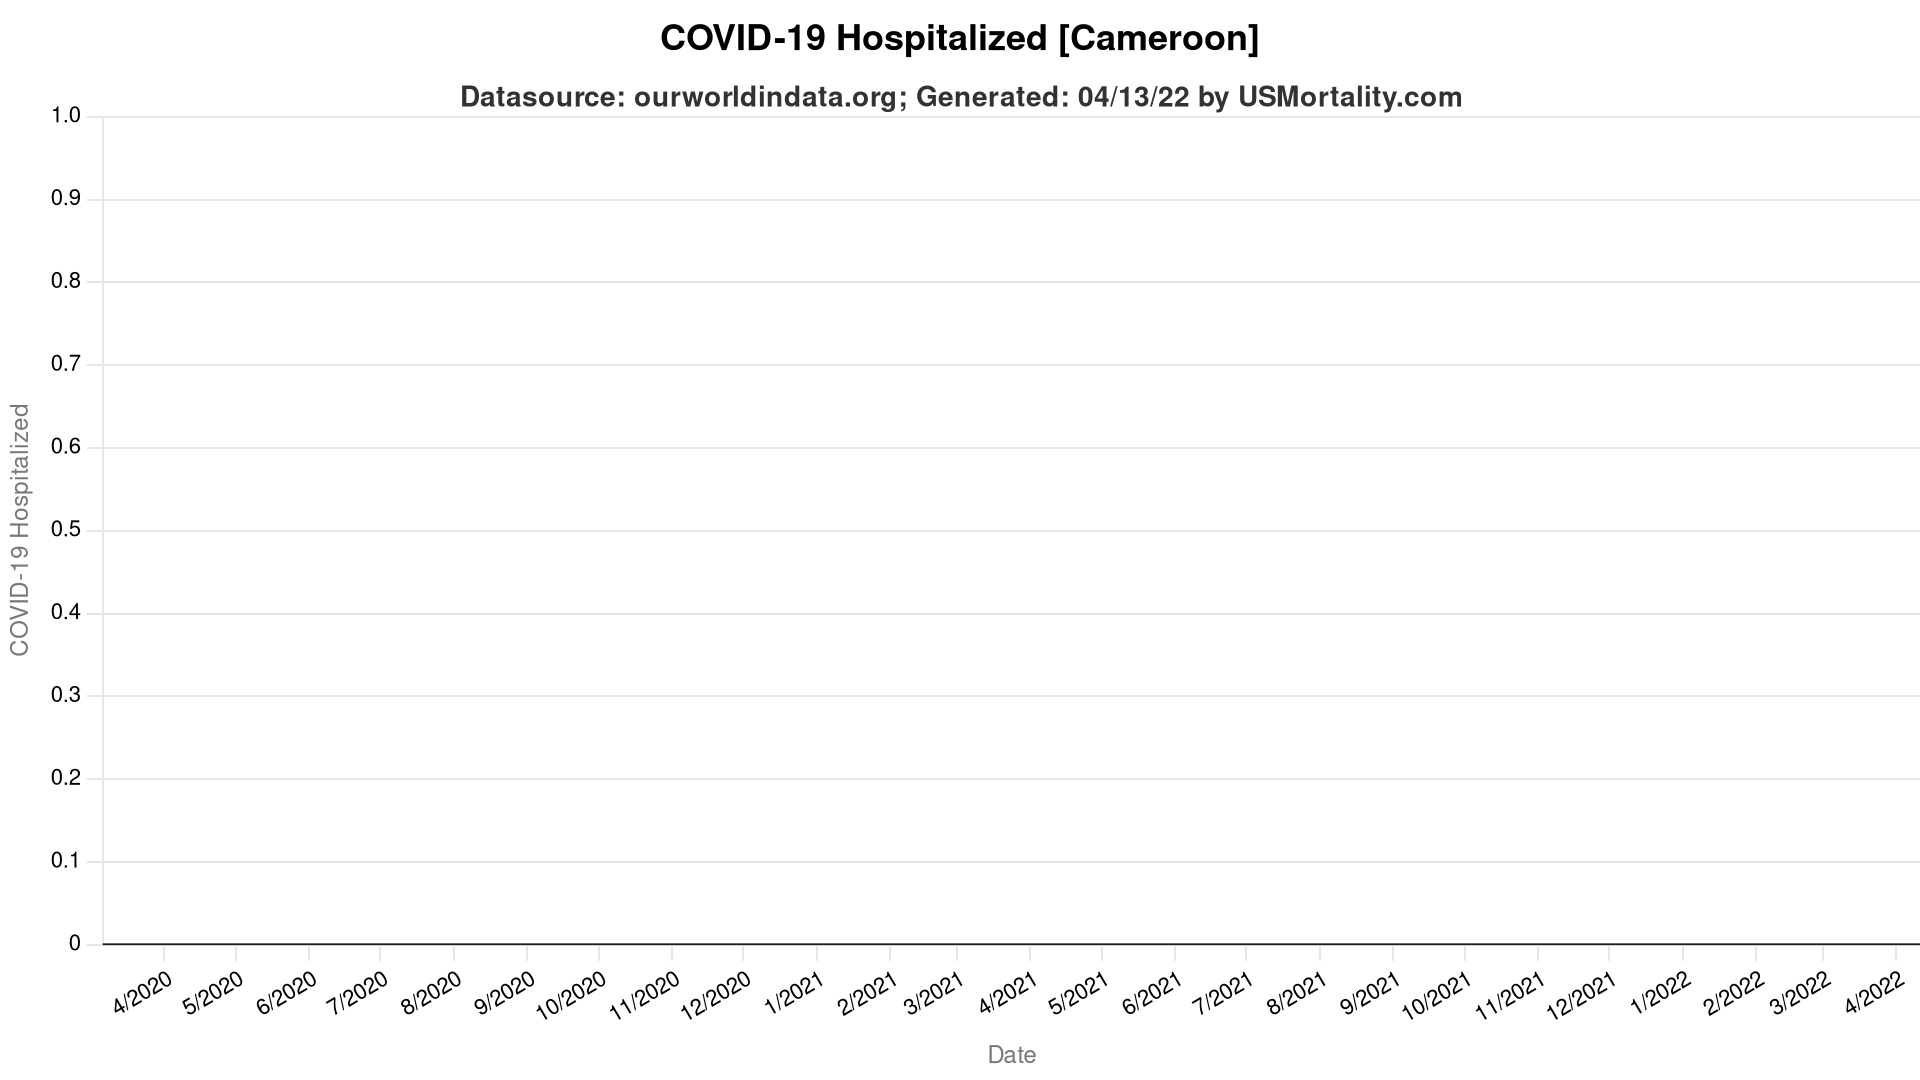 COVID-19 Hospitalized [Cameroon]
Datasource: ourworldindata.org; Generated: 04/13/22 by USMortality.com
1.0
0.9
0.8
0.7
0.6
0.5
0.4
0.3
0.2
0.1
0
COVID-19 Hospitalized
4/2020 5/2020 6/2020 7/2020 8/2020 9/2020 10/2020 11/2020 12/2020 1/2021 2/2021 3/2021 4/2021 5/2021 6/2021 7/2021 8/2021 9/2021 10/2021 11/2021 12/2021 1/2022 2/2022 3/2022 4/2022
Date